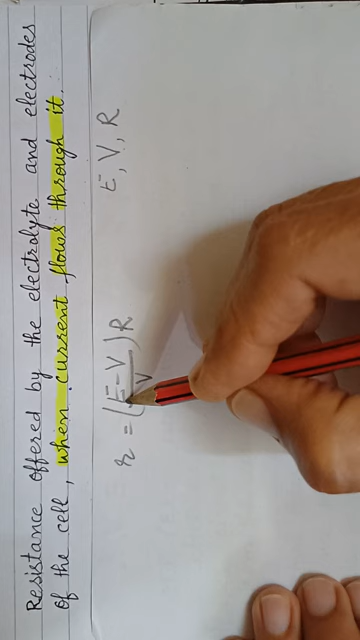 Resistance offered by the electrolyte and electrodes
of the cell, when current flows through it.
E, V, R
r = (E - V / V) R